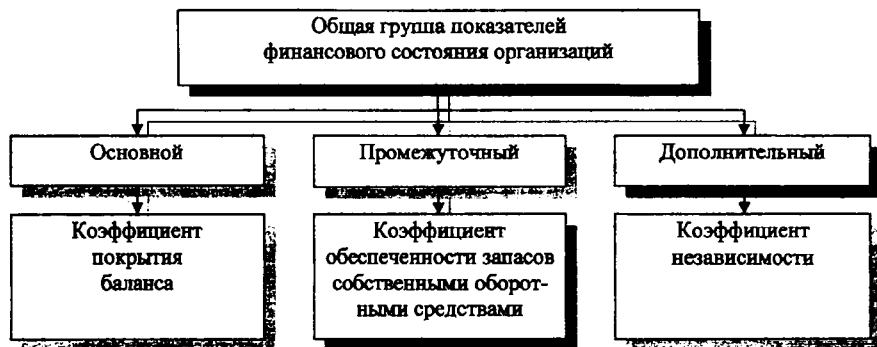 Общая группа показателей
финансового состояния организаций
Основной
Промежуточный
Дополнительный
Коэффициент
покрытия
баланса
Коэффициент
обеспеченности запасов
собственными оборот-
ными средствами
Коэффициент
независимости